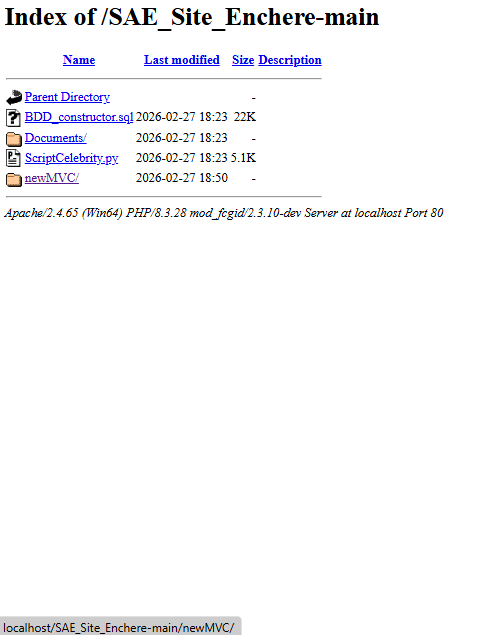 Index of /SAE_Site_Enchere-main
Name Last modified Size Description
Parent Directory -
BDD_constructor.sql 2026-02-27 18:23 22K
Documents/ 2026-02-27 18:23 -
ScriptCelebrity.py 2026-02-27 18:23 5.1K
newMVC/ 2026-02-27 18:50 -
Apache/2.4.65 (Win64) PHP/8.3.28 mod_fcgid/2.3.10-dev Server at localhost Port 80
localhost/SAE_Site_Enchere-main/newMVC/